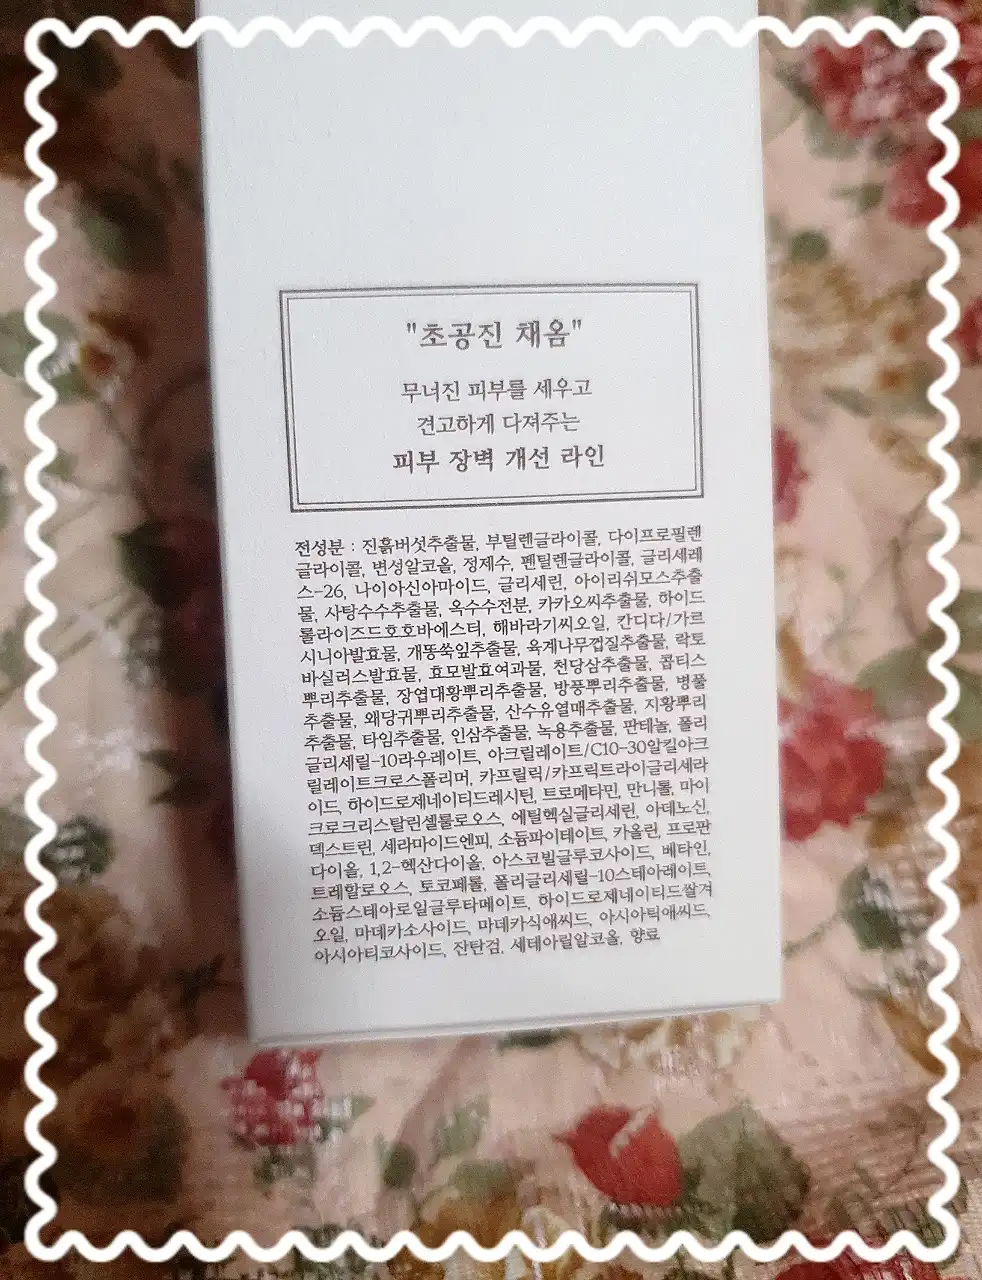 "초공진 채옴"
무너진 피부를 세우고
견고하게 다져주는
피부 장벽 개선 라인
전성분 : 진흙버섯추출물, 부틸렌글라이콜, 다이프로필렌
글라이콜, 변성알코올, 정제수, 펜틸렌글라이콜, 글리세레
스-26, 나이아신아마이드, 글리세린, 아이리쉬모스추출
물, 사탕수수추출물, 옥수수전분, 카카오씨추출물, 하이드
롤라이즈드호호바에스터, 해바라기씨오일, 칸디다/가르
시니아발효물, 개똥쑥잎추출물, 육계나무껍질추출물, 락토
바실러스발효물, 효모발효여과물, 천당삼추출물, 콥티스
뿌리추출물, 장엽대황뿌리추출물, 방풍뿌리추출물, 병풀
추출물, 왜당귀뿌리추출물, 산수유열매추출물, 지황뿌리
추출물, 타임추출물, 인삼추출물, 녹용추출물, 판테놀, 폴리
글리세릴-10라우레이트, 아크릴레이트/C10-30알킬아크
릴레이트크로스폴리머, 카프릴릭/카프릭트라이글리세라
이드, 하이드로제네이티드레시틴, 트로메타민, 만니톨, 마이
크로크리스탈린셀룰로오스, 에틸헥실글리세린, 아데노신,
덱스트린, 세라마이드엔피, 소듐파이테이트, 카올린, 프로판
다이올, 1,2-헥산다이올, 아스코빌글루코사이드, 베타인,
트레할로오스, 토코페롤, 폴리글리세릴-10스테아레이트,
소듐스테아로일글루타메이트, 하이드로제네이티드쌀겨
오일, 마데카소사이드, 마데카식애씨드, 아시아틱애씨드,
아시아티코사이드, 잔탄검, 세테아릴알코올, 향료